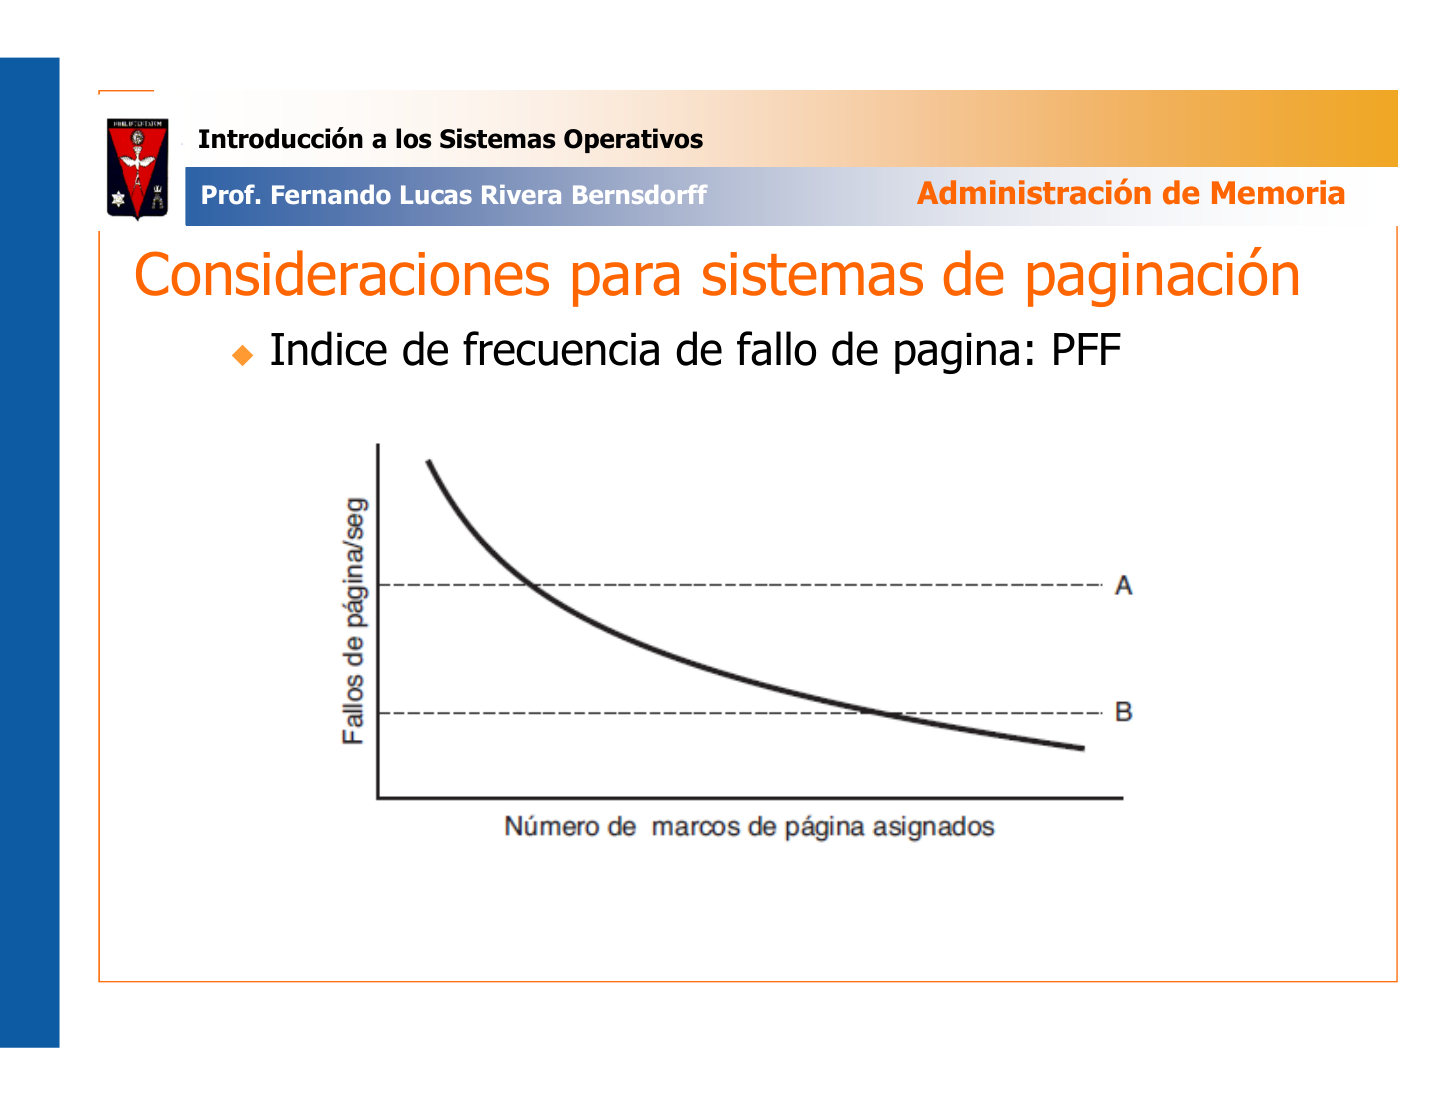 Introducción a los Sistemas Operativos
Prof. Fernando Lucas Rivera Bernsdorff
Administración de Memoria
Consideraciones para sistemas de paginación
Indice de frecuencia de fallo de pagina: PFF
Fallos de página/seg
A
B
Número de marcos de página asignados